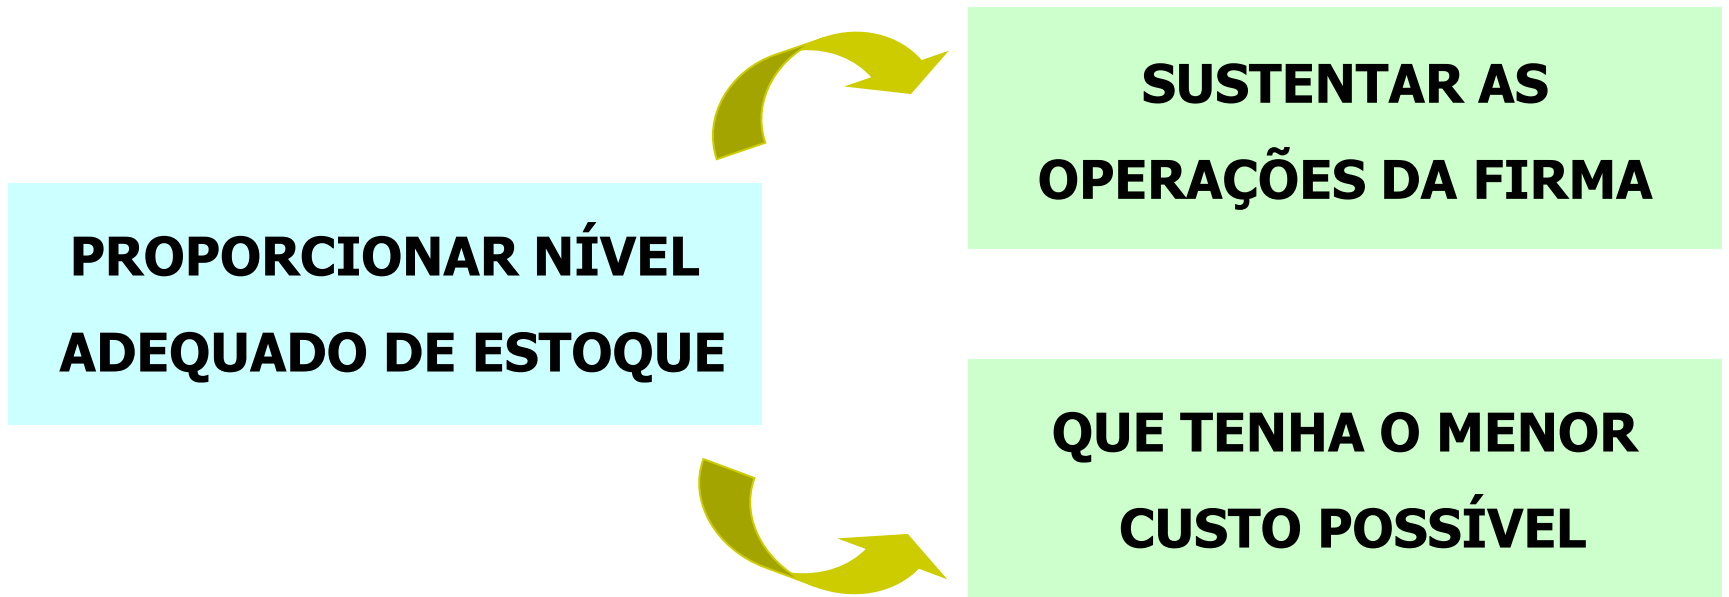 PROPORCIONAR NÍVEL
ADEQUADO DE ESTOQUE
SUSTENTAR AS
OPERAÇÕES DA FIRMA
QUE TENHA O MENOR
CUSTO POSSÍVEL